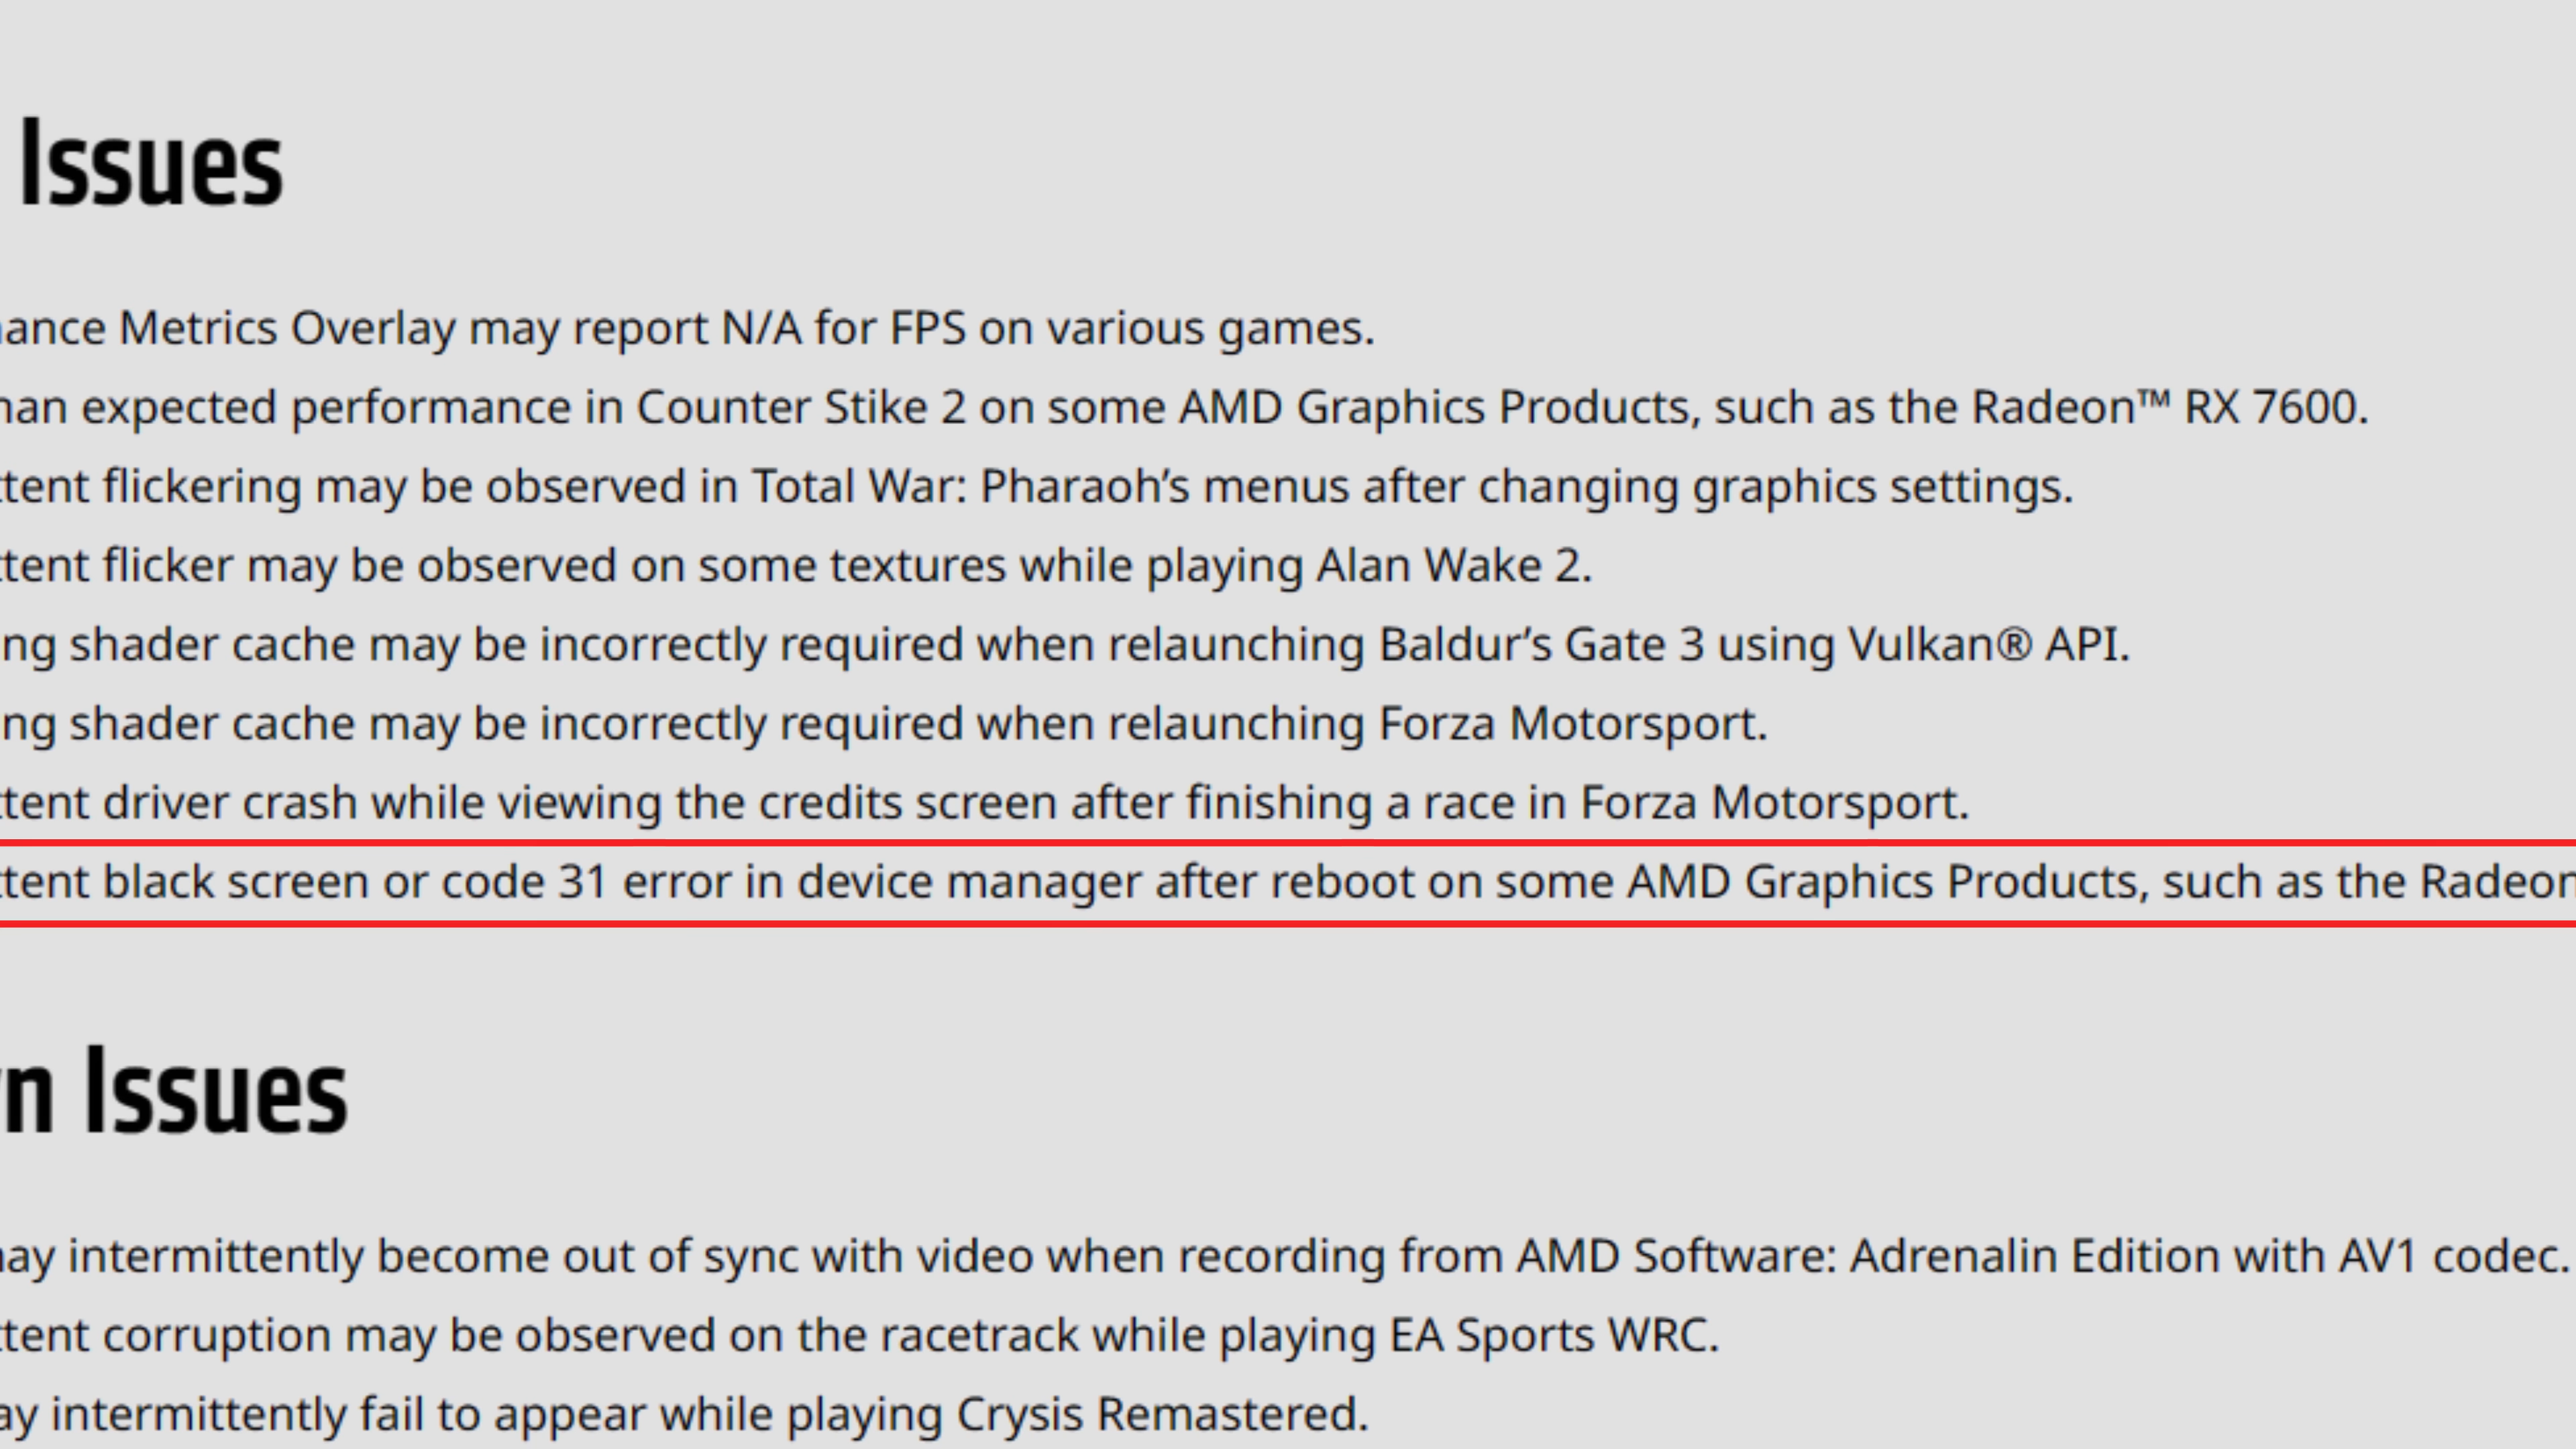 Issues
ance Metrics Overlay may report N/A for FPS on various games.
han expected performance in Counter Stike 2 on some AMD Graphics Products, such as the Radeon™ RX 7600.
ttent flickering may be observed in Total War: Pharaoh’s menus after changing graphics settings.
ttent flicker may be observed on some textures while playing Alan Wake 2.
ng shader cache may be incorrectly required when relaunching Baldur’s Gate 3 using Vulkan® API.
ng shader cache may be incorrectly required when relaunching Forza Motorsport.
ttent driver crash while viewing the credits screen after finishing a race in Forza Motorsport.
ttent black screen or code 31 error in device manager after reboot on some AMD Graphics Products, such as the Radeon
n Issues
ay intermittently become out of sync with video when recording from AMD Software: Adrenalin Edition with AV1 codec.
ttent corruption may be observed on the racetrack while playing EA Sports WRC.
ay intermittently fail to appear while playing Crysis Remastered.